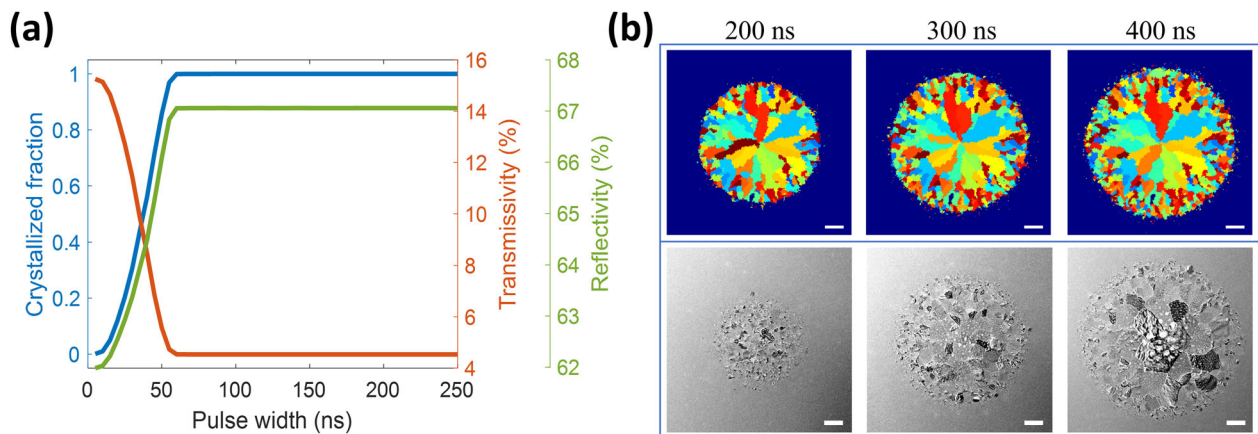 (a)
Crystallized fraction
1
0.8
0.6
0.4
0.2
0
0
50
100
150
200
250
Pulse width (ns)
16
14
12
10
8
6
4
Transmissivity (%)
68
67
66
65
64
63
62
Reflectivity (%)
(b)
200 ns
300 ns
400 ns